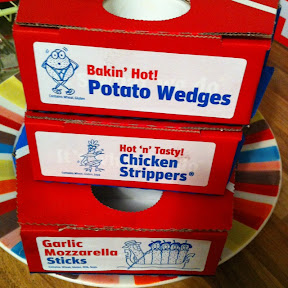 Bakin' Hot!
Potato Wedges
Hot 'n' Tasty!
Chicken
Strippers®
Garlic
Mozzarella
Sticks